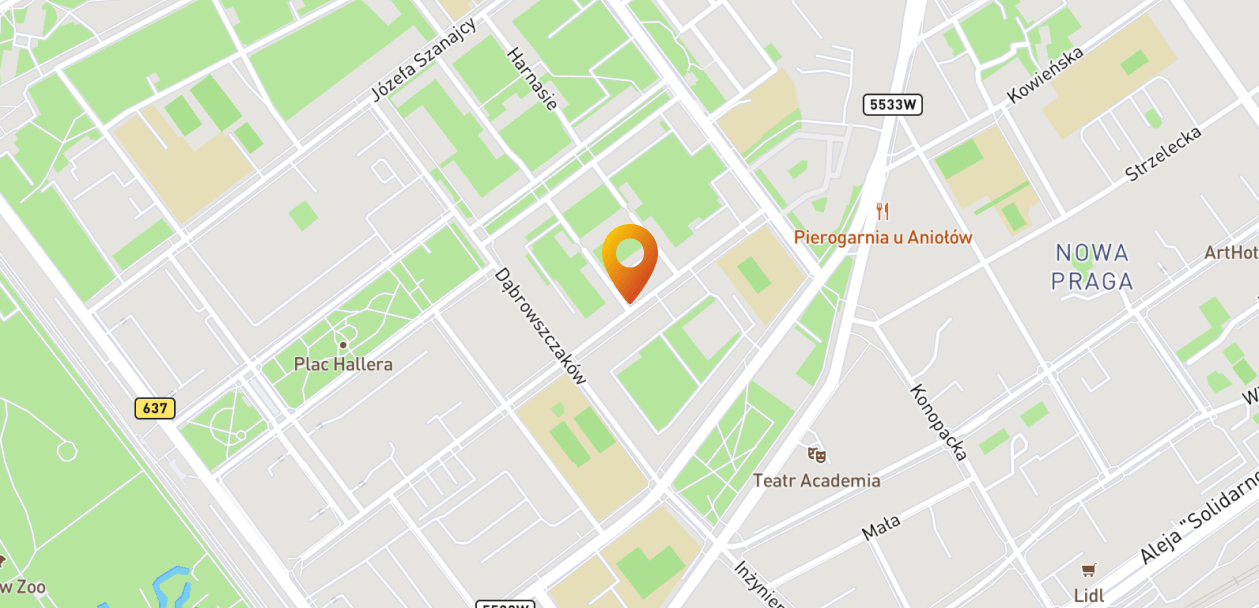 Józefa Szanajcy
Harnasie
5533W
Kowieńska
Strzelecka
Pierogarnia u Aniołów
NOWA
PRAGA
ArtHot
Dąbrowszczaków
Plac Hallera
637
Konopacka
Teatr Academia
Mała
Aleja "Solidarno
w Zoo
Inżynier
Lidl